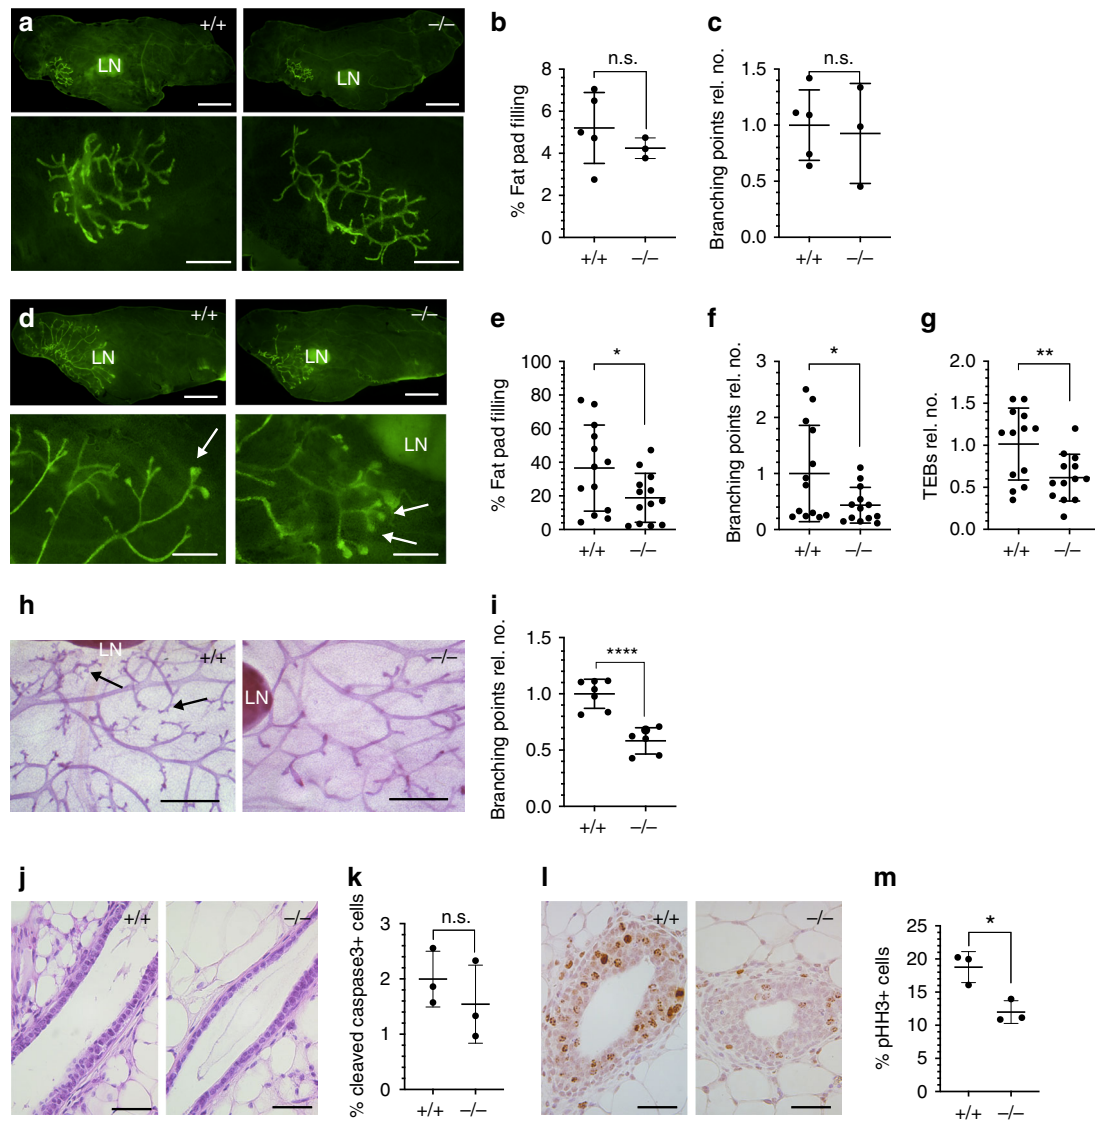 a
+/+
LN
−/−
LN
b
% Fat pad filling
8
6
4
2
0
n.s.
+/+
−/−
c
Branching points rel. no.
1.5
1.0
0.5
0.0
n.s.
+/+
−/−
d
+/+
LN
−/−
LN
LN
e
% Fat pad filling
100
80
60
40
20
0
*
+/+
−/−
f
Branching points rel. no.
3
2
1
0
*
+/+
−/−
g
TEBs rel. no.
2.0
1.5
1.0
0.5
0.0
**
+/+
−/−
h
LN
+/+
LN
−/−
i
Branching points rel. no.
1.5
1.0
0.5
0.0
****
+/+
−/−
j
+/+
−/−
k
% cleaved caspase3+ cells
3
2
1
0
n.s.
+/+
−/−
l
+/+
−/−
m
% pHH3+ cells
25
20
15
10
5
0
*
+/+
−/−